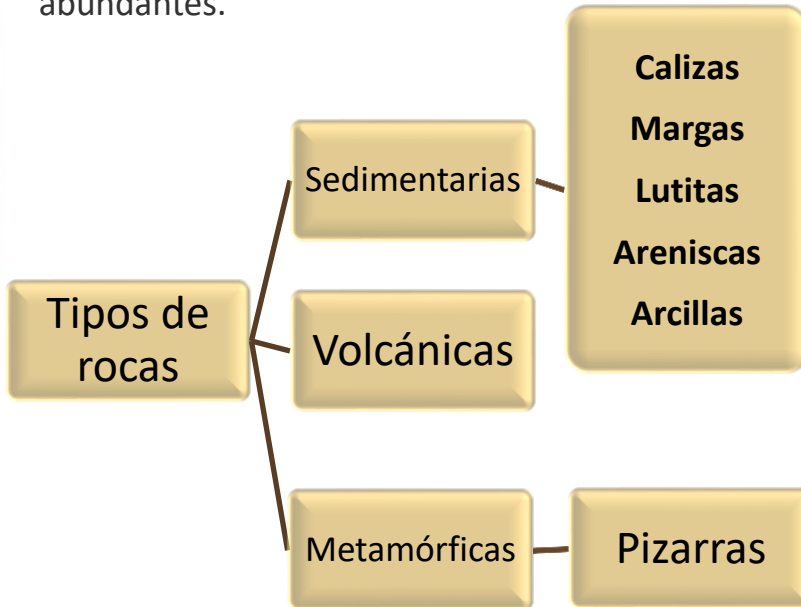 abundantes.
Tipos de
rocas
Sedimentarias
Calizas
Margas
Lutitas
Areniscas
Arcillas
Volcánicas
Metamórficas
Pizarras